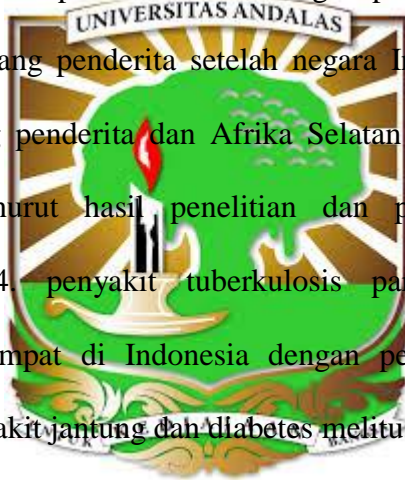 UNIVERSITAS ANDALAS
ang penderita setelah negara I
penderita dan Afrika Selatan
nurut hasil penelitian dan p
4. penyakit tuberkulosis pa
mpat di Indonesia dengan pe
akit jantung dan diabetes melitu